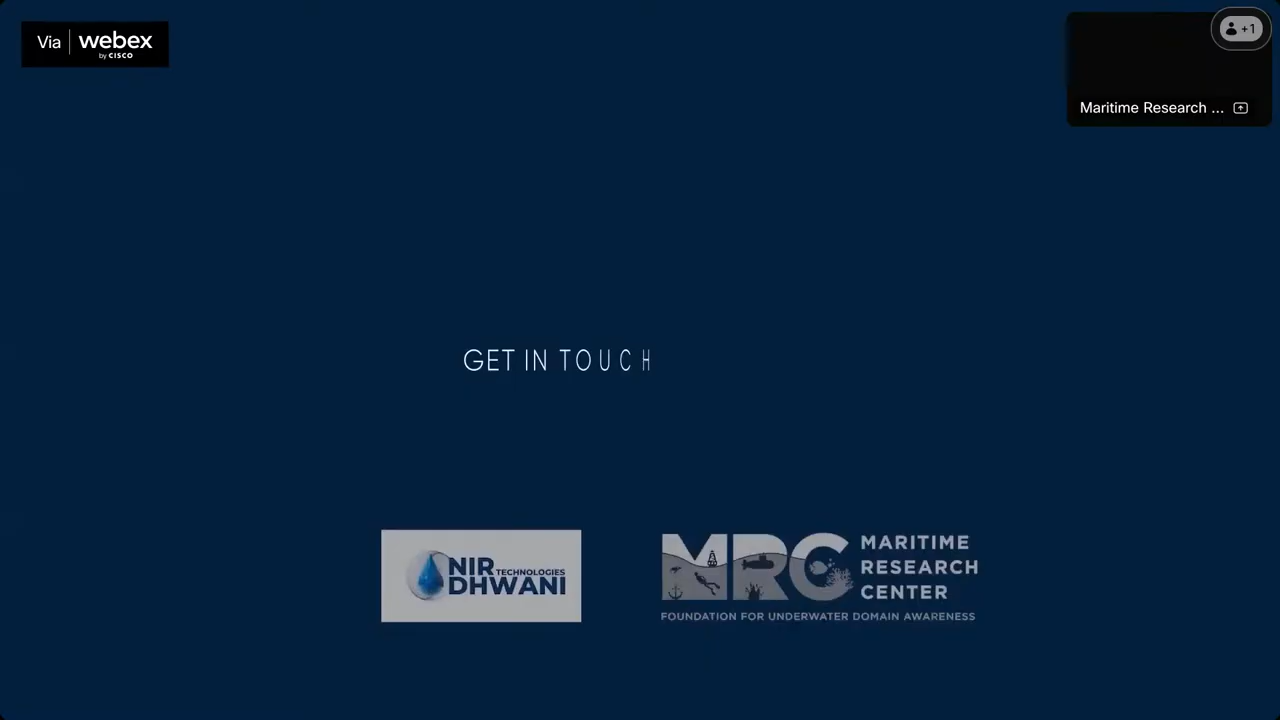 Via webex
by CISCO
+1
Maritime Research ...
GET IN TOUCH
NIR
TECHNOLOGIES
DHWANI
MRC
MARITIME
RESEARCH
CENTER
FOUNDATION FOR UNDERWATER DOMAIN AWARENESS